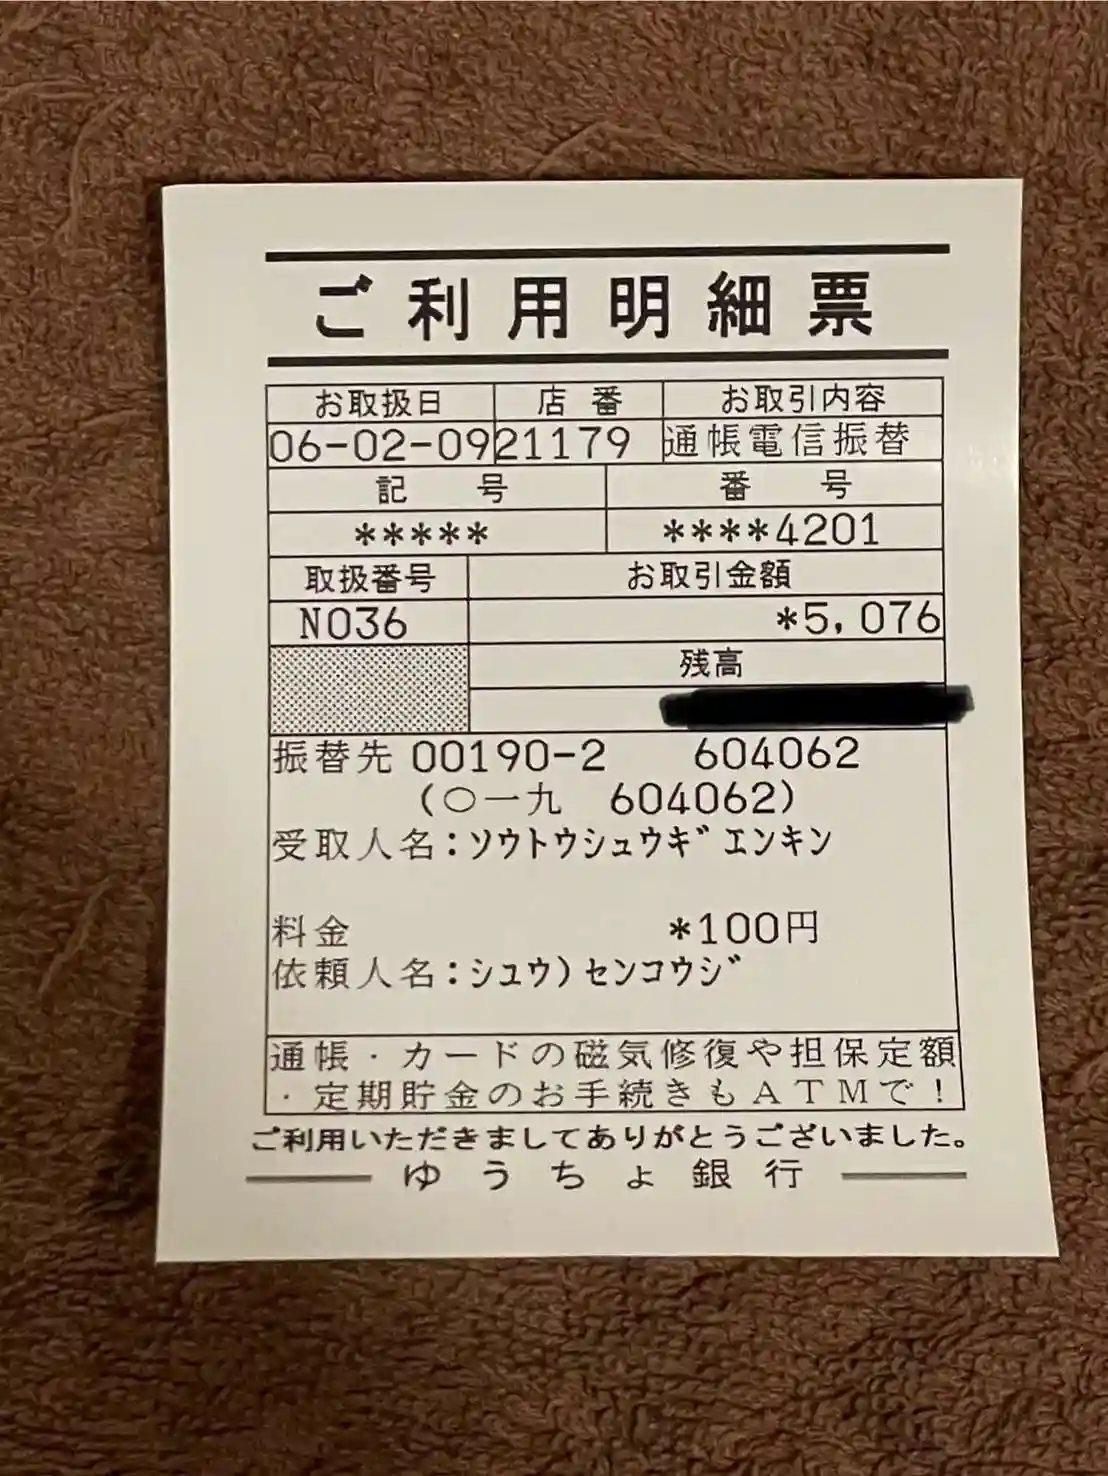 ご利用明細票
お取扱日 店番 お取引内容
06-02-09 21179 通帳電信振替
記号 番号
***** ****4201
取扱番号 お取引金額
N036 *5,076
残高
振替先 00190-2 604062
(〇一九 604062)
受取人名:ソウトウシュウギエンキン
料金 *100円
依頼人名:シユウ)センコウジ
通帳・カードの磁気修復や担保定額
・定期貯金のお手続きもATMで!
ご利用いただきましてありがとうございました。
ゆうちょ銀行